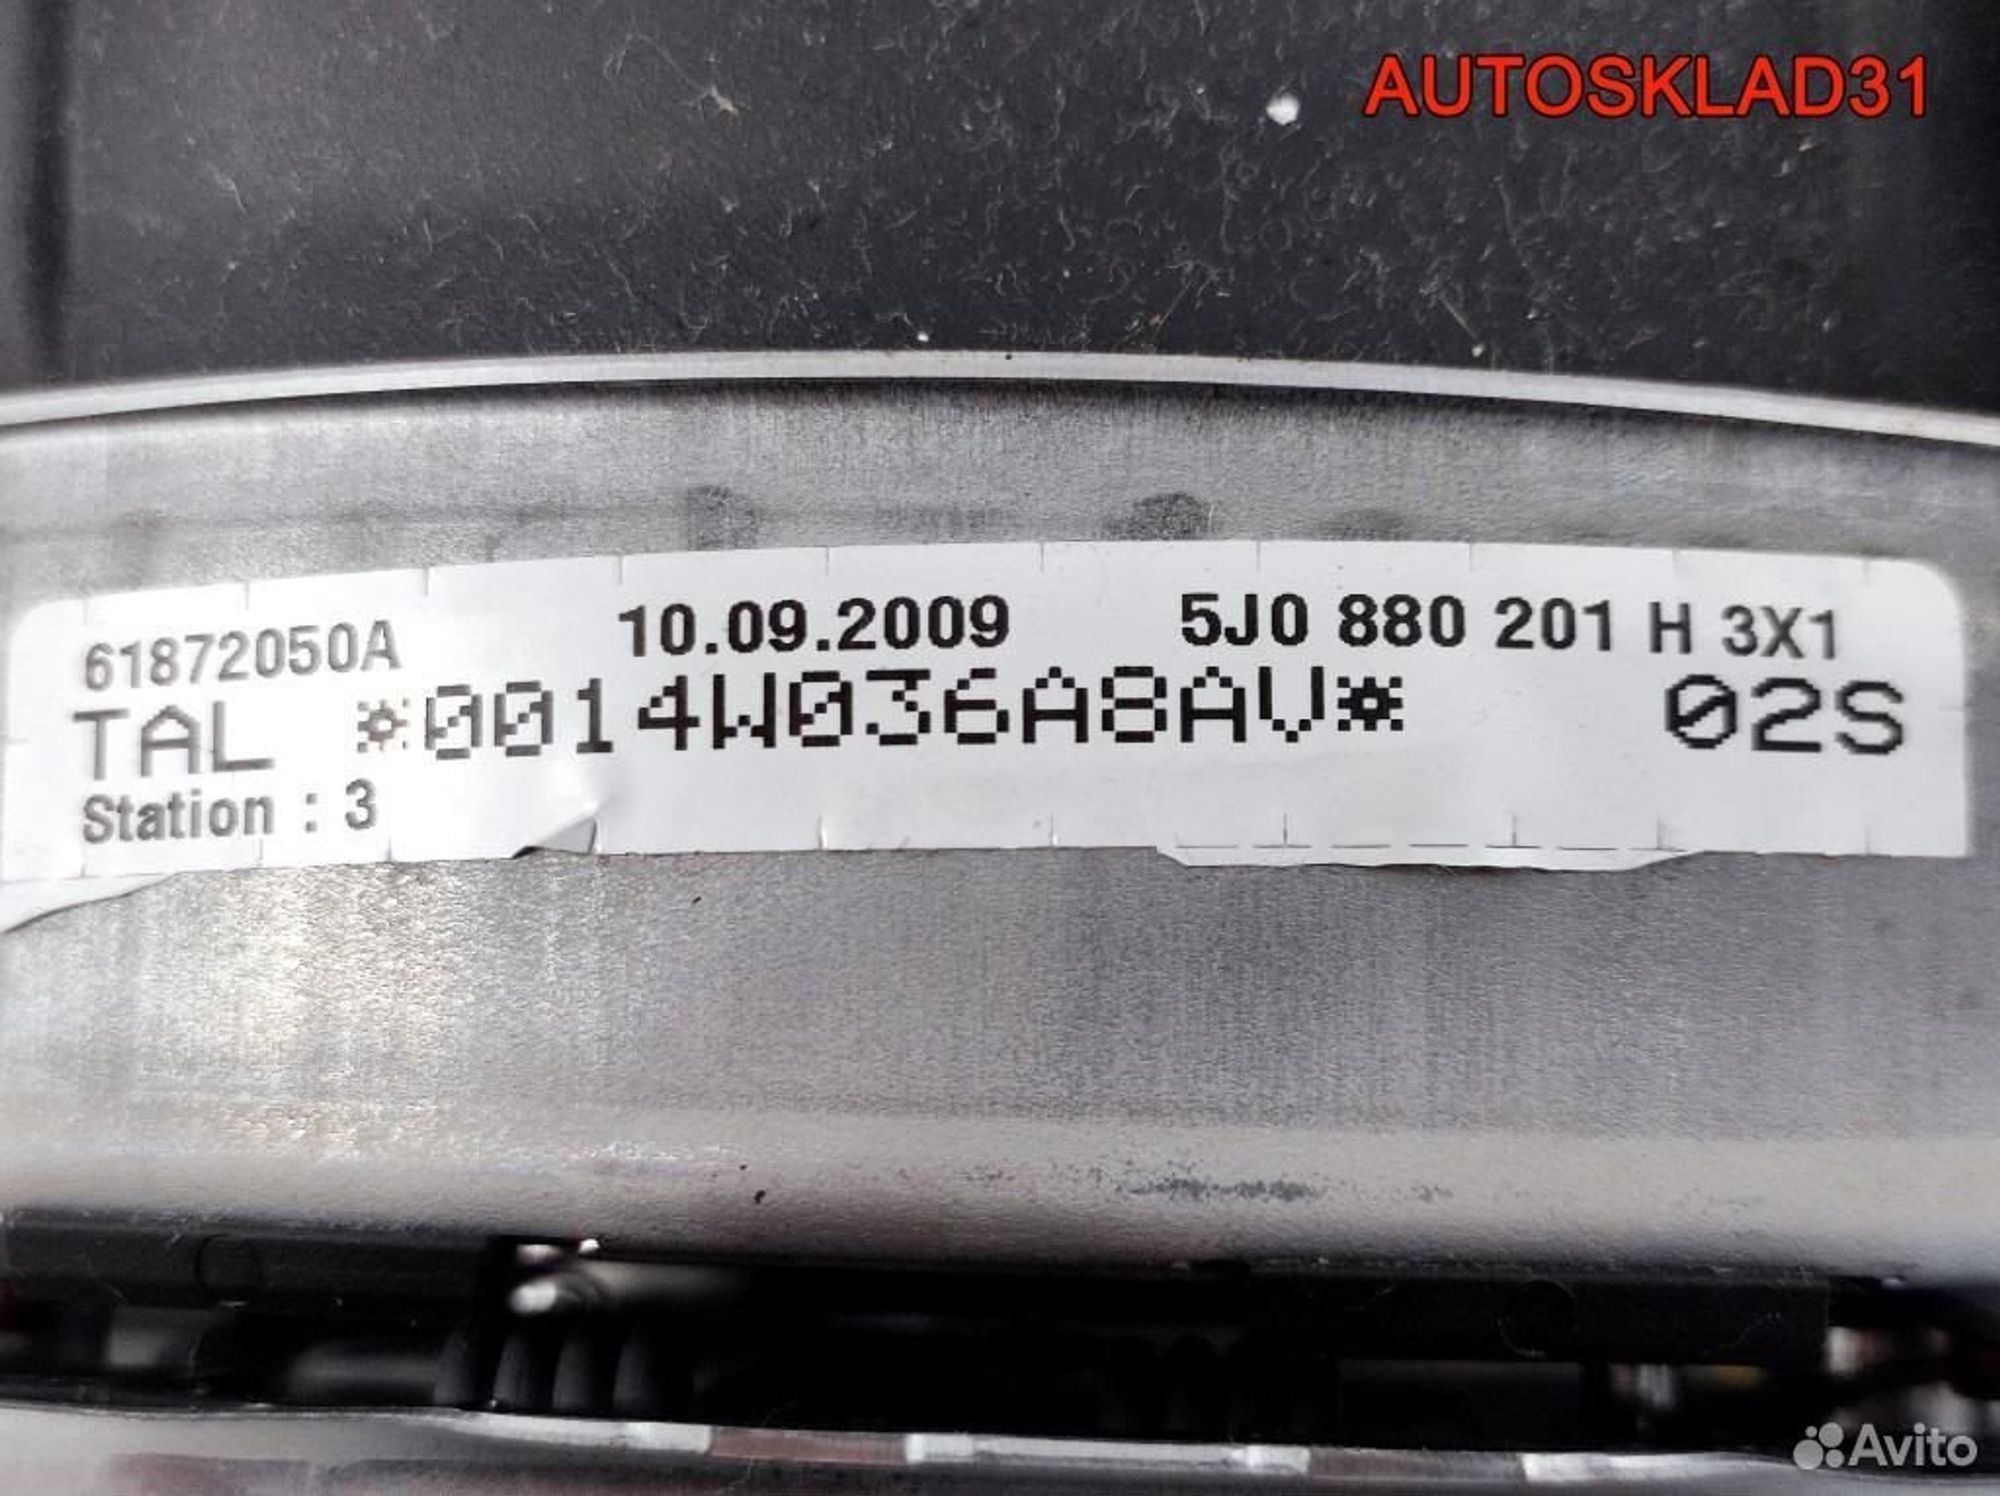 AUTOSKLAD31
61872050A 10.09.2009 5J0 880 201 H 3X1
TAL *0014W036A8AV* 02S
Station : 3
Avito